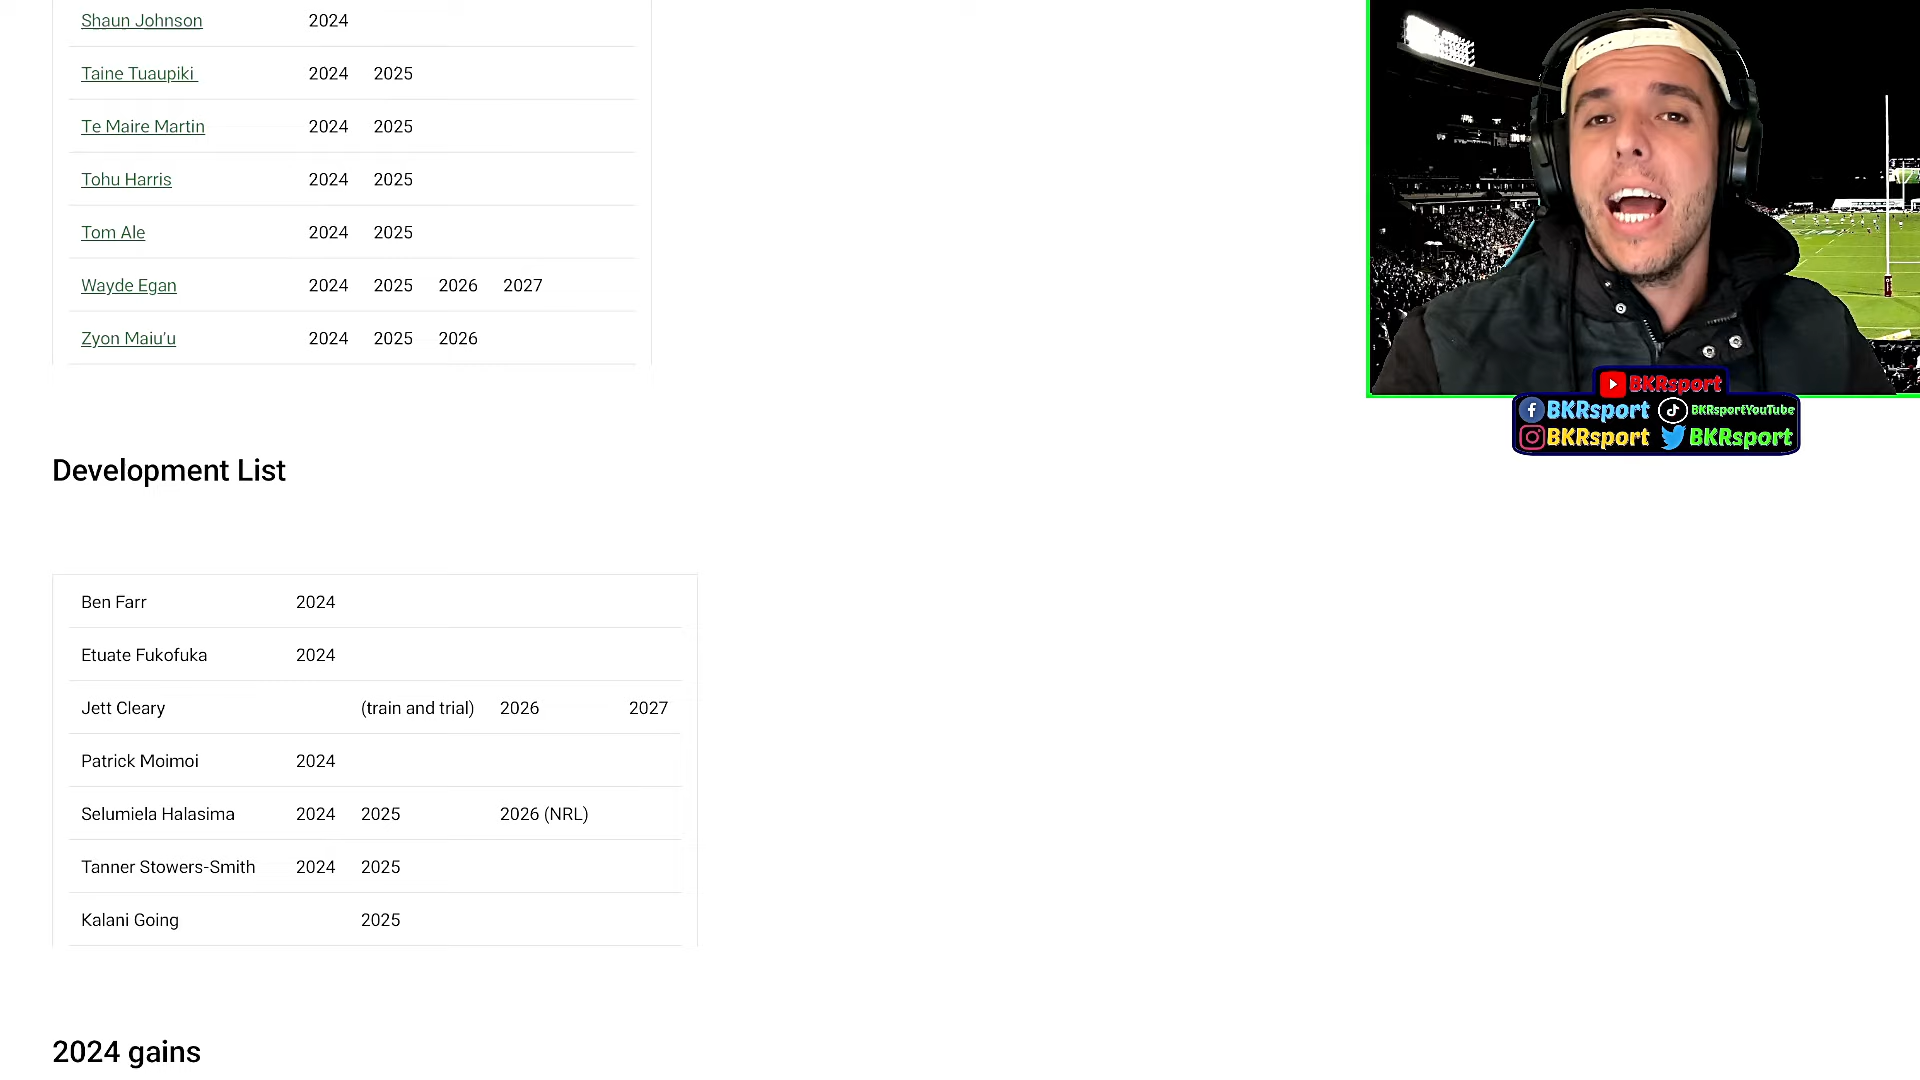 Shaun Johnson 2024
Taine Tuaupiki 2024 2025
Te Maire Martin 2024 2025
Tohu Harris 2024 2025
Tom Ale 2024 2025
Wayde Egan 2024 2025 2026 2027
Zyon Maiu'u 2024 2025 2026
BKRsport
BKRsport BKRsportYouTube
BKRsport BKRsport
Development List
Ben Farr 2024
Etuate Fukofuka 2024
Jett Cleary (train and trial) 2026 2027
Patrick Moimoi 2024
Selumiela Halasima 2024 2025 2026 (NRL)
Tanner Stowers-Smith 2024 2025
Kalani Going 2025
2024 gains